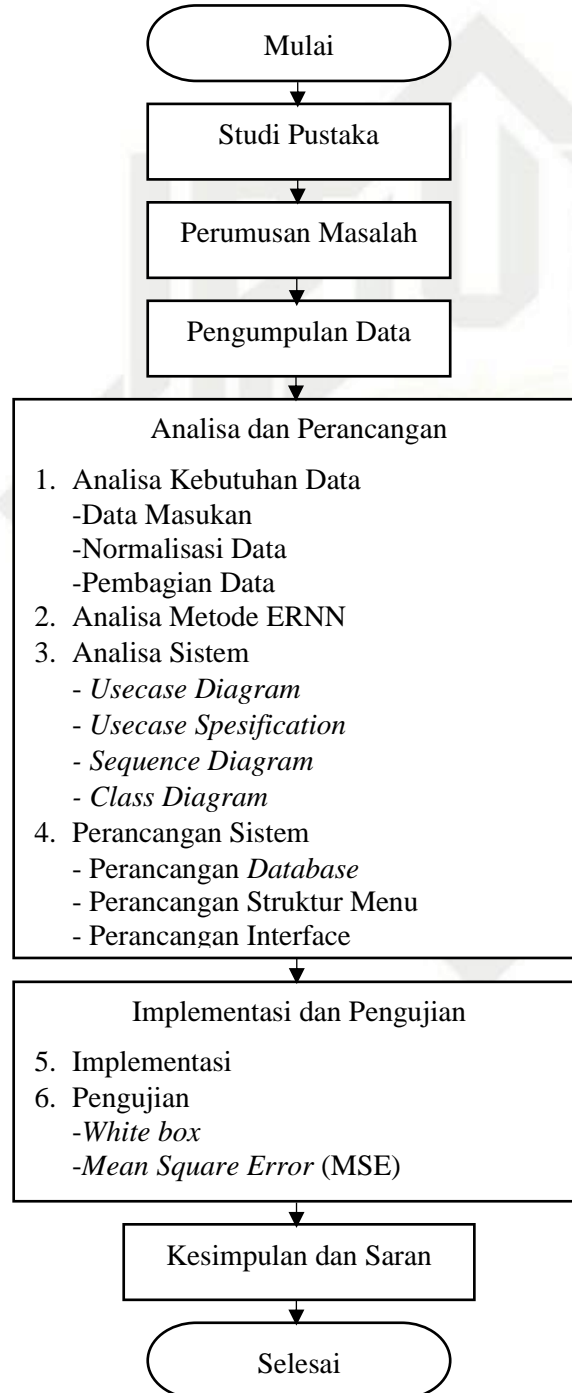 Mulai
Studi Pustaka
Perumusan Masalah
Pengumpulan Data
Analisa dan Perancangan
1. Analisa Kebutuhan Data
-Data Masukan
-Normalisasi Data
-Pembagian Data
2. Analisa Metode ERNN
3. Analisa Sistem
- Usecase Diagram
- Usecase Spesification
- Sequence Diagram
- Class Diagram
4. Perancangan Sistem
- Perancangan Database
- Perancangan Struktur Menu
- Perancangan Interface
Implementasi dan Pengujian
5. Implementasi
6. Pengujian
-White box
-Mean Square Error (MSE)
Kesimpulan dan Saran
Selesai